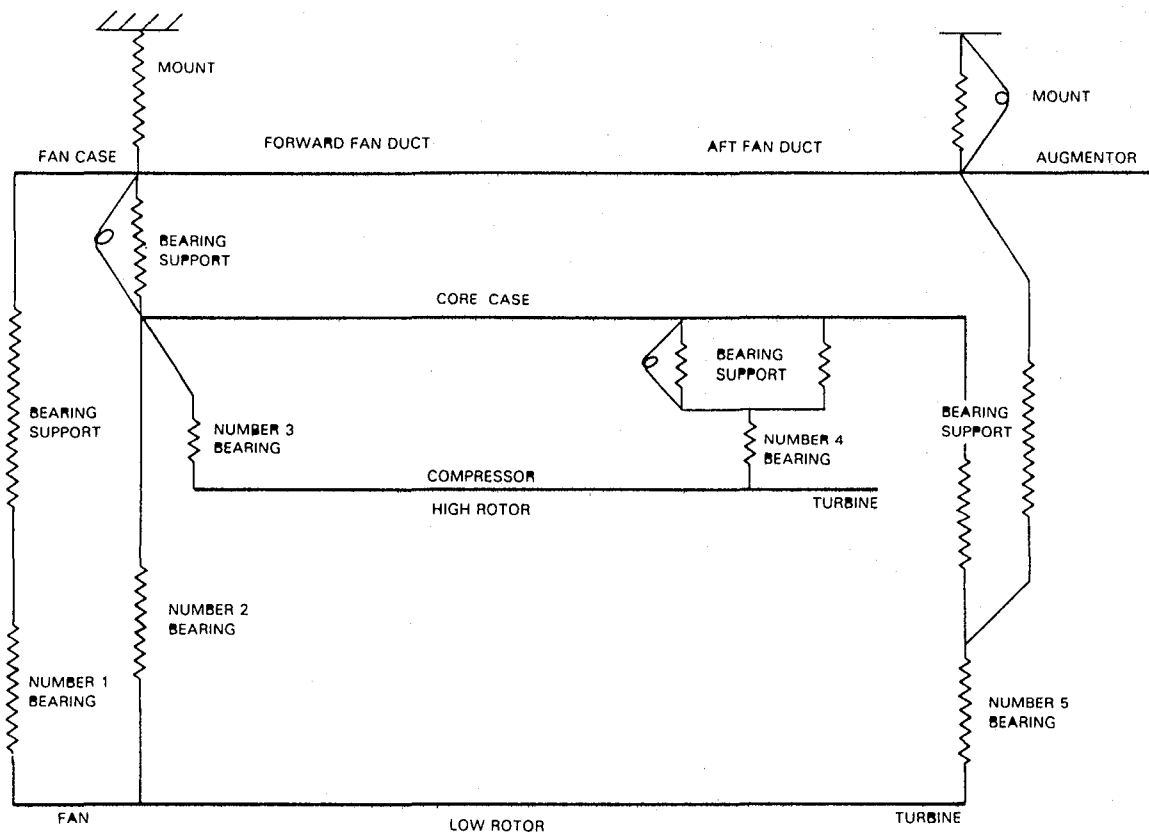 MOUNT
MOUNT
FAN CASE
FORWARD FAN DUCT
AFT FAN DUCT
AUGMENTOR
BEARING
SUPPORT
CORE CASE
BEARING
SUPPORT
BEARING
SUPPORT
BEARING
SUPPORT
NUMBER 3
BEARING
NUMBER 4
BEARING
COMPRESSOR
HIGH ROTOR
TURBINE
NUMBER 2
BEARING
NUMBER 1
BEARING
NUMBER 5
BEARING
FAN
LOW ROTOR
TURBINE